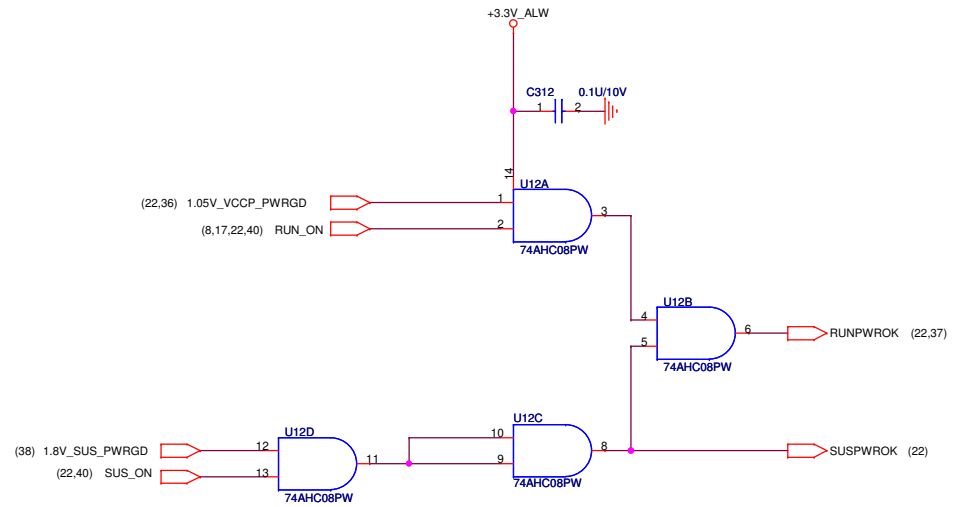 +3.3V_ALW
C312 0.1U/10V
1 2
14
U12A
(22,36) 1.05V_VCCP_PWRGD 1
3
(8,17,22,40) RUN_ON 2
74AHC08PW
U12B
4
6 RUNPWROK (22,37)
5
74AHC08PW
U12C
U12D
10
(38) 1.8V_SUS_PWRGD 12
8 SUSPWROK (22)
11 9
(22,40) SUS_ON 13
74AHC08PW
74AHC08PW